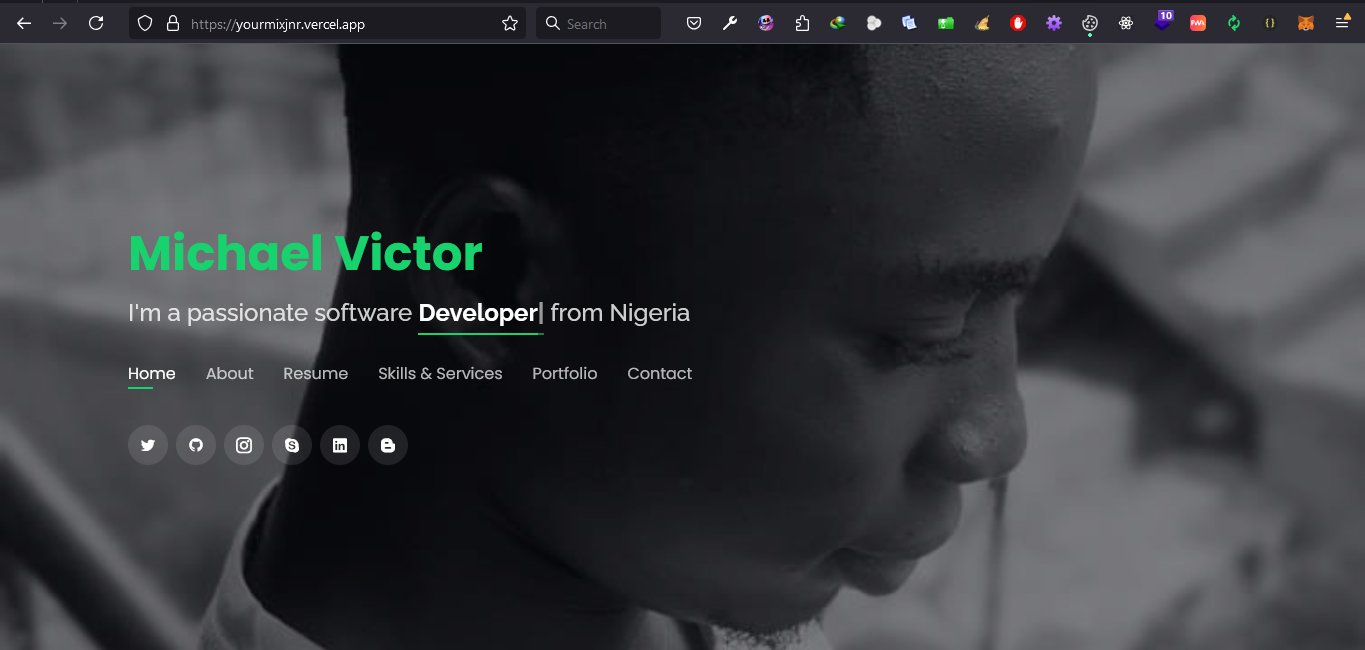 https://yourmixjnr.vercel.app
Search
10
PWA
Michael Victor
I'm a passionate software Developer| from Nigeria
Home About Resume Skills & Services Portfolio Contact